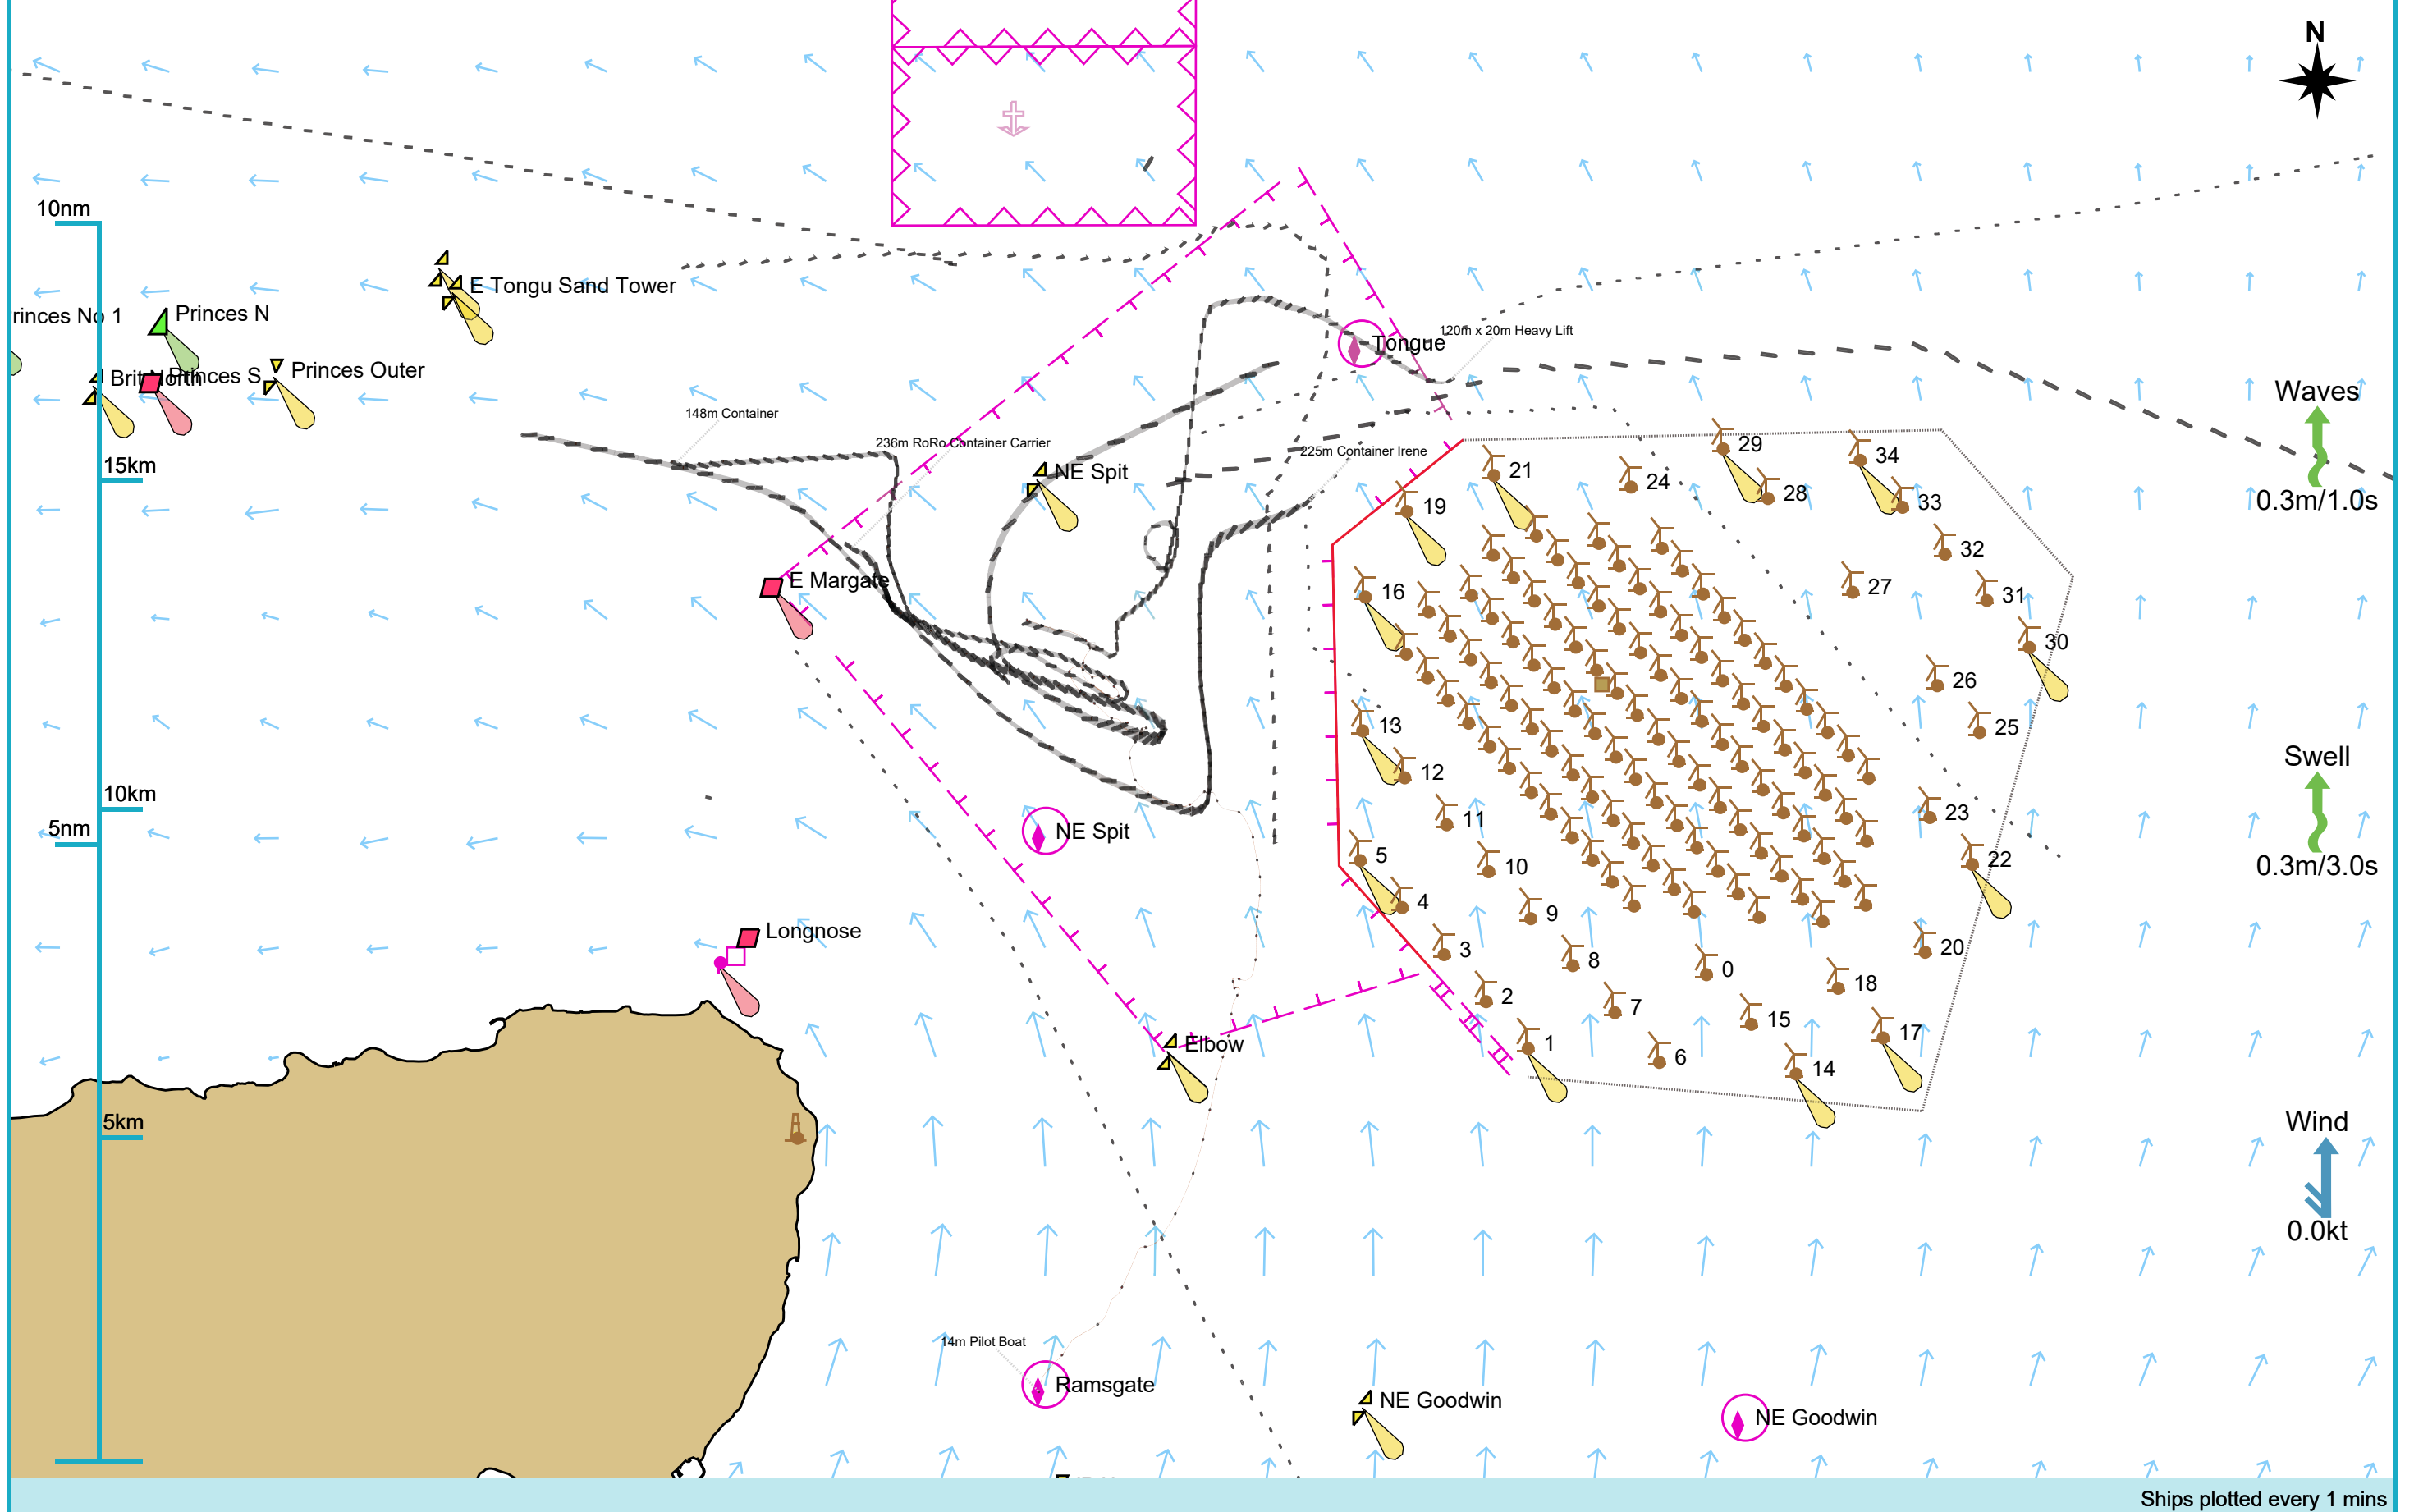 N
10nm
E Tongu Sand Tower
rinces No 1
Princes N
120m x 20m Heavy Lift
Tongue
Princes Outer
Brit North
Princes S
Waves
148m Container
236m RoRo Container Carrier
225m Container Irene
29
34
21
24
28
33
19
NE Spit
15km
0.3m/1.0s
32
E Margate
16
27
31
30
26
13
25
12
Swell
10km
5nm
11
23
NE Spit
5
10
22
0.3m/3.0s
4
9
Longnose
3
20
8
0
18
2
7
15
17
Elbow
1
6
14
5km
Wind
0.0kt
14m Pilot Boat
Ramsgate
NE Goodwin
NE Goodwin
Ships plotted every 1 mins